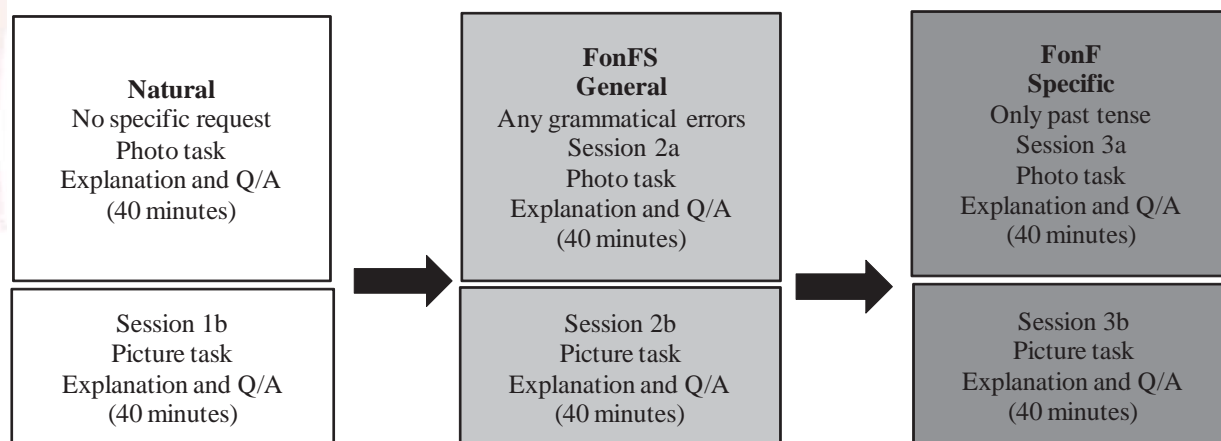 Natural
No specific request
Photo task
Explanation and Q/A
(40 minutes)
Session 1b
Picture task
Explanation and Q/A
(40 minutes)
FonFS
General
Any grammatical errors
Session 2a
Photo task
Explanation and Q/A
(40 minutes)
Session 2b
Picture task
Explanation and Q/A
(40 minutes)
FonF
Specific
Only past tense
Session 3a
Photo task
Explanation and Q/A
(40 minutes)
Session 3b
Picture task
Explanation and Q/A
(40 minutes)